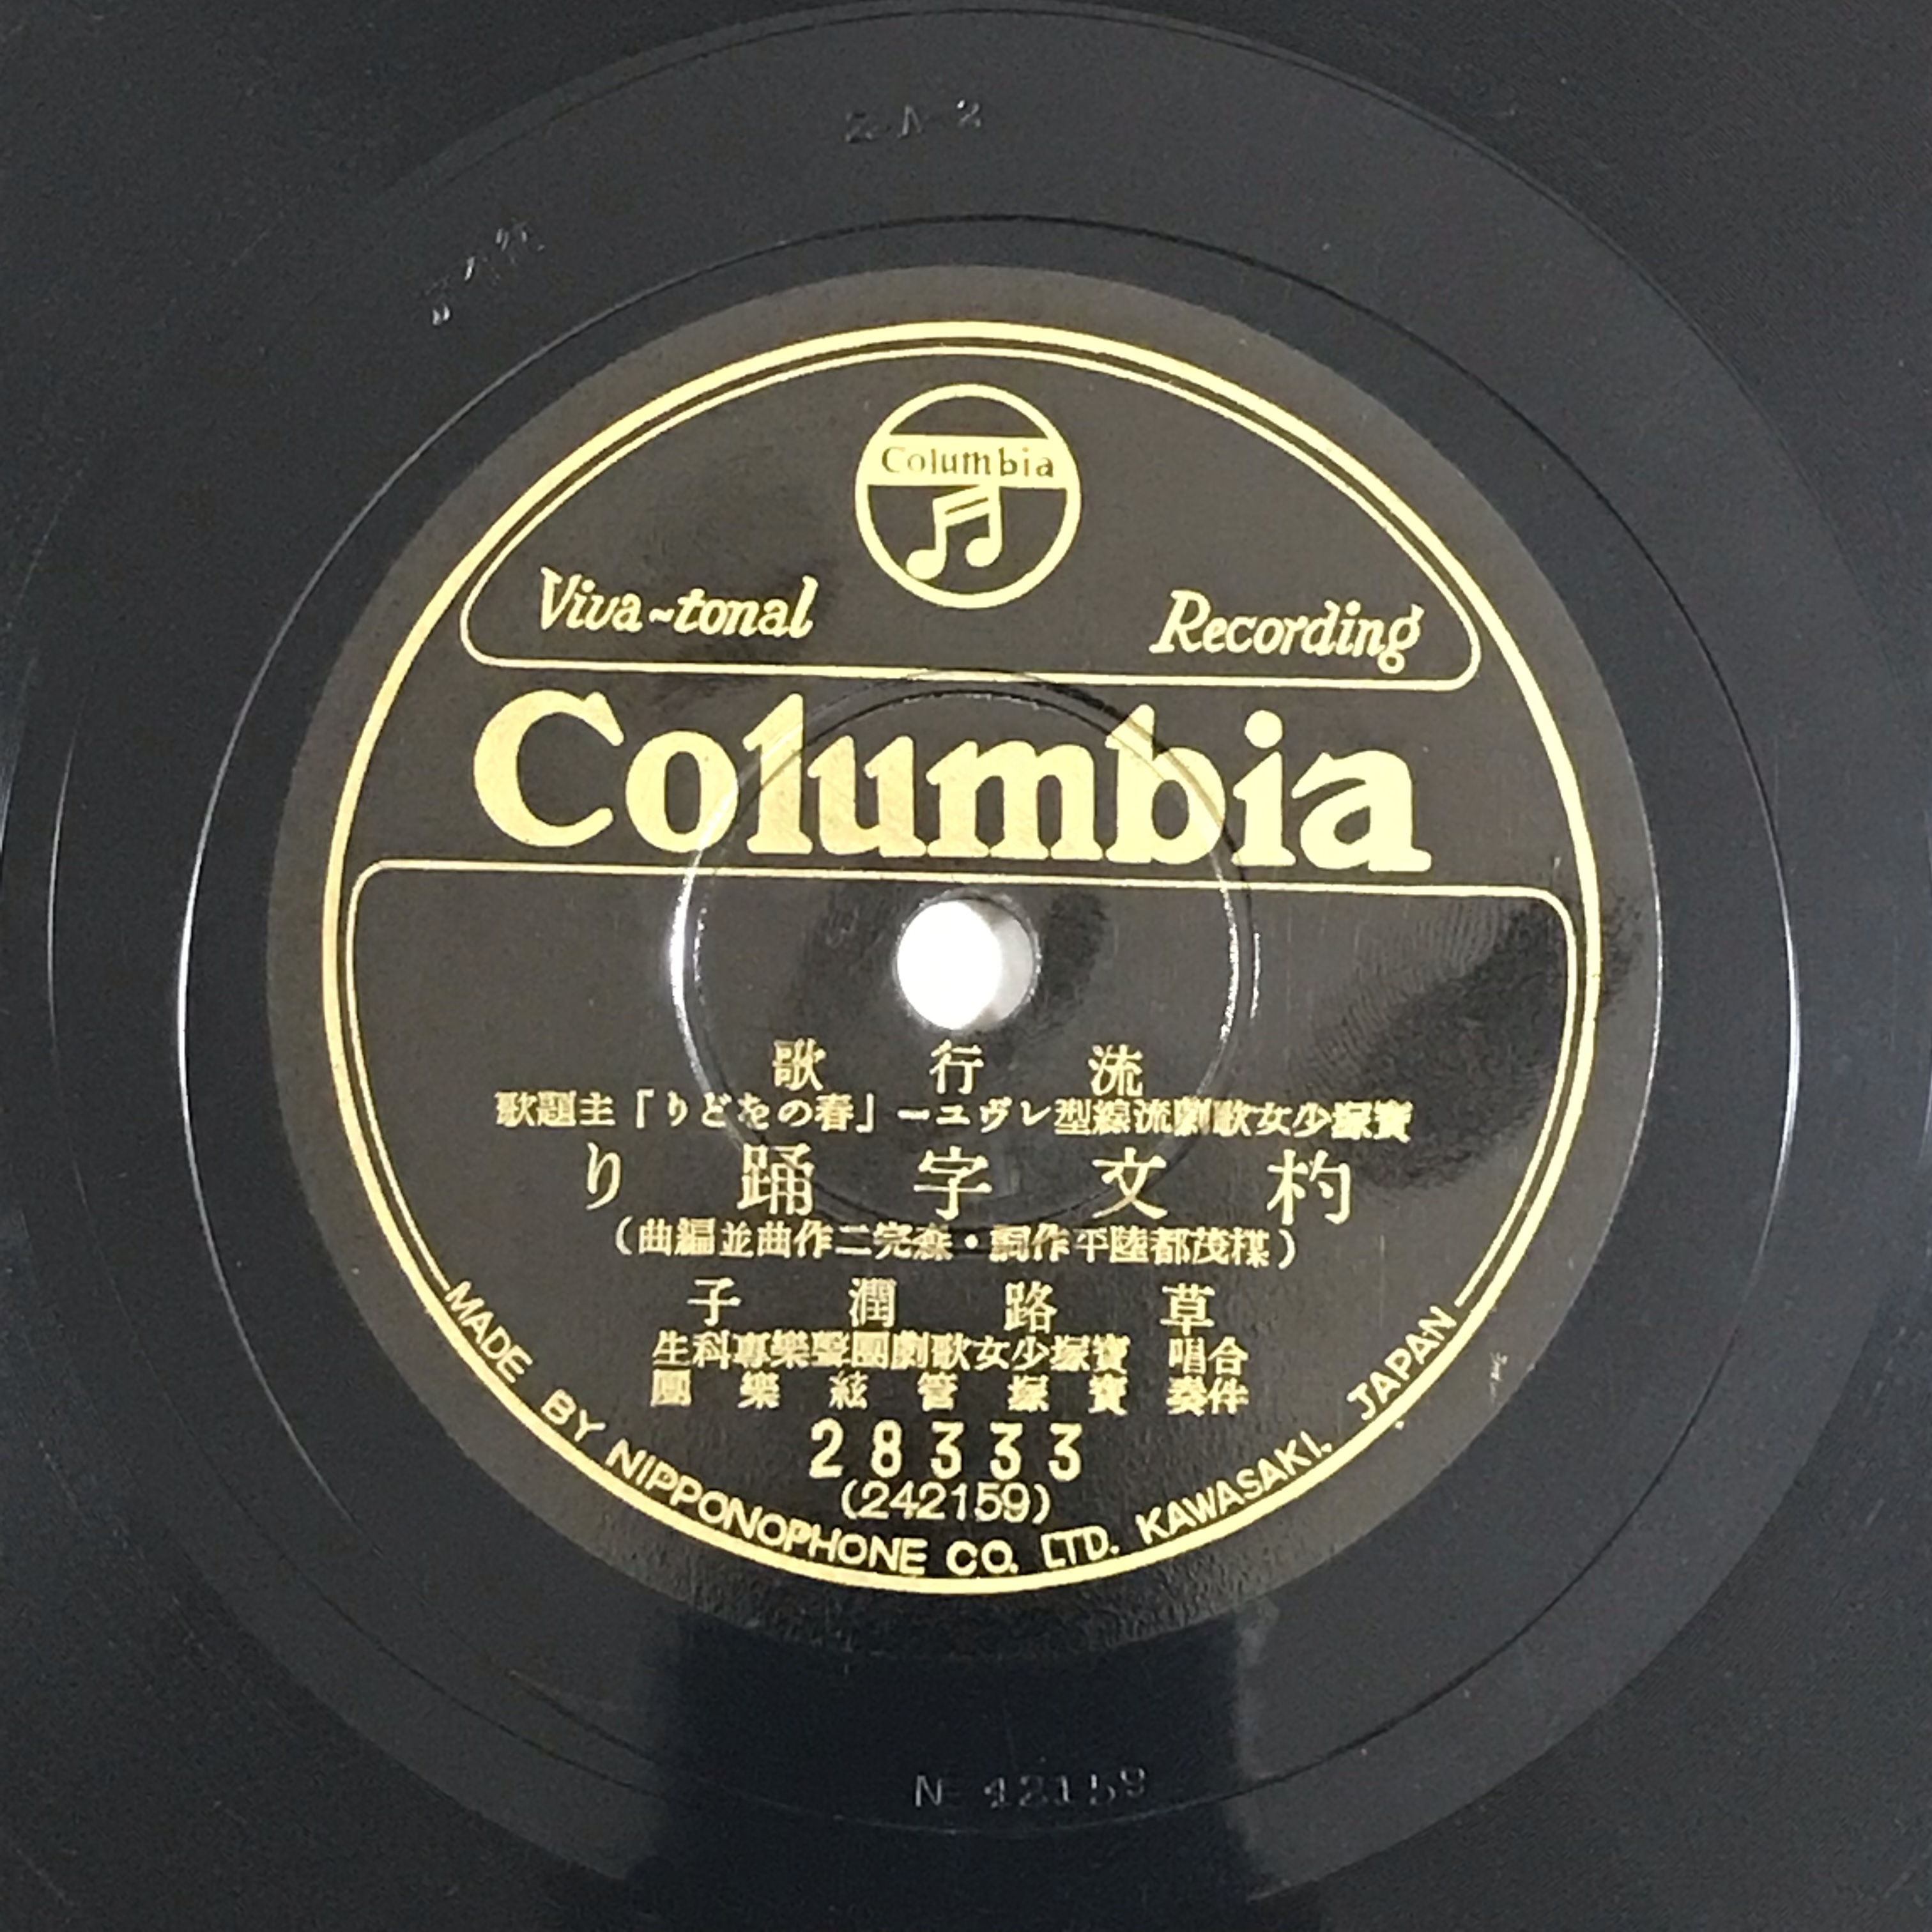 Columbia
Viva-tonal Recording
Columbia
流行歌
寶塚少女歌劇流線型レヴユー「春のをどり」主題歌
杓文字踊り
(楳茂都陸平作詞・森完二作曲並編曲)
草路潤子
合唱 寶塚少女歌劇團聲樂專科生
伴奏 寶塚管絃樂團
28333
(242159)
MADE BY NIPPONOPHONE CO. LTD. KAWASAKI. JAPAN
42159